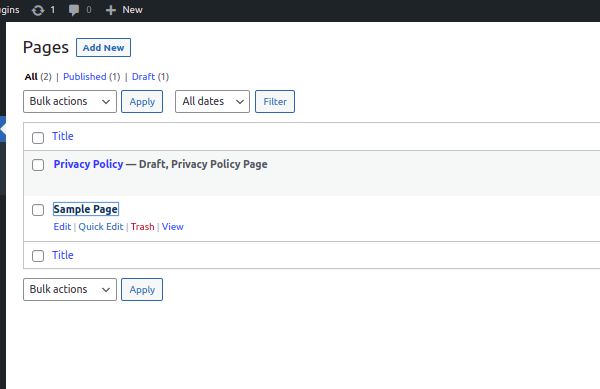 1 0 + New
Pages Add New
All (2) | Published (1) | Draft (1)
Bulk actions Apply All dates Filter
Title
Privacy Policy — Draft, Privacy Policy Page
Sample Page
Edit | Quick Edit | Trash | View
Title
Bulk actions Apply